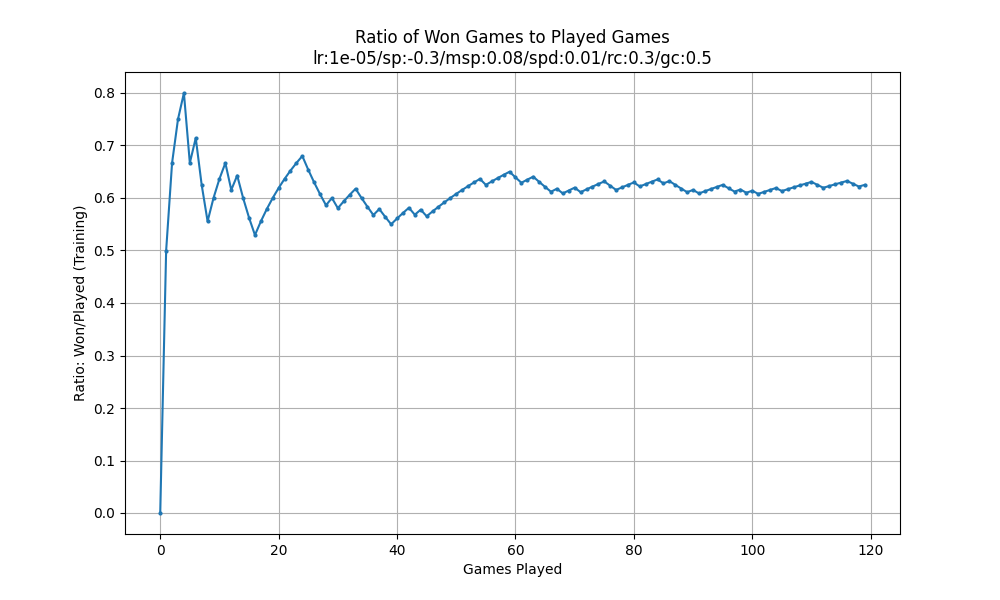 Ratio of Won Games to Played Games
lr:1e-05/sp:-0.3/msp:0.08/spd:0.01/rc:0.3/gc:0.5
0.8
0.7
0.6
0.5
0.4
0.3
0.2
0.1
0.0
Ratio: Won/Played (Training)
0 20 40 60 80 100 120
Games Played